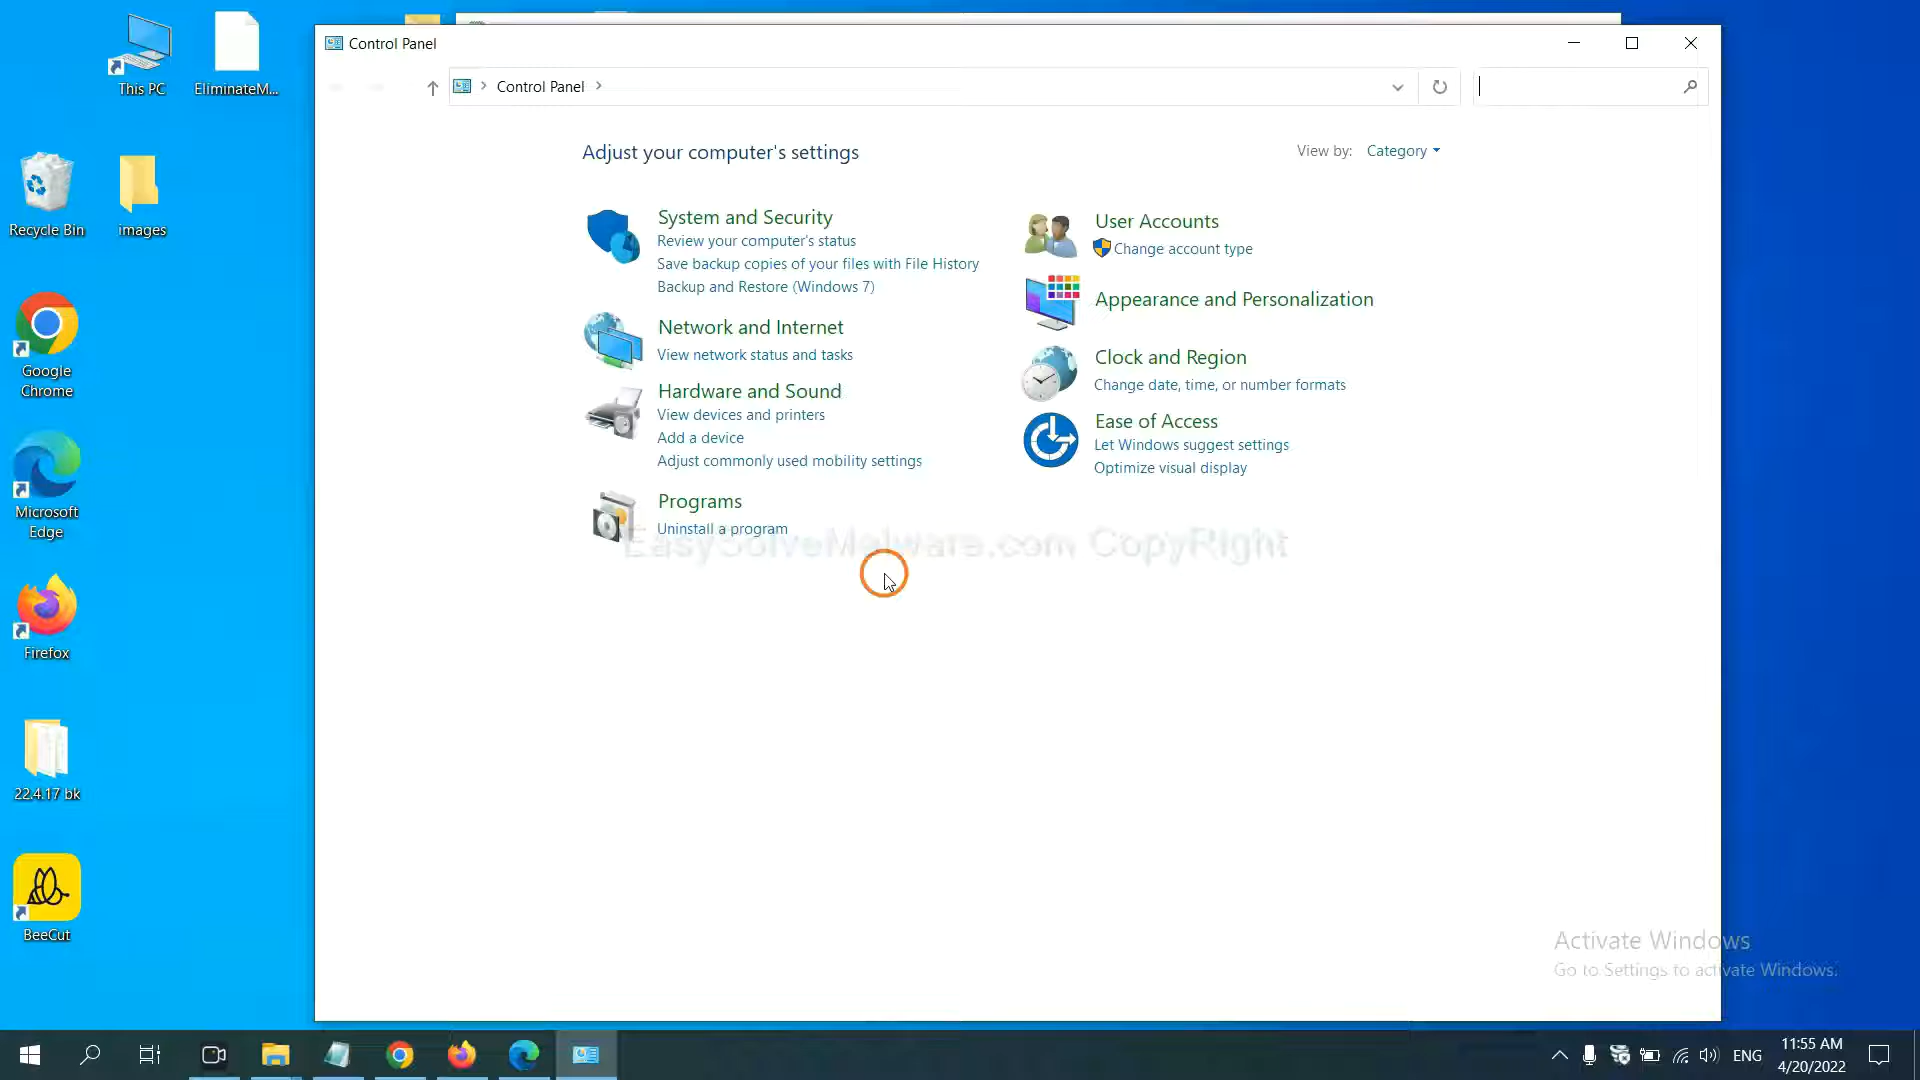 This PC
EliminateM...
Recycle Bin
images
Google
Chrome
Microsoft
Edge
Firefox
22.4.17 bk
BeeCut
Control Panel
Control Panel
Adjust your computer's settings
View by: Category
System and Security
Review your computer's status
Save backup copies of your files with File History
Backup and Restore (Windows 7)
Network and Internet
View network status and tasks
Hardware and Sound
View devices and printers
Add a device
Adjust commonly used mobility settings
Programs
Uninstall a program
User Accounts
Change account type
Appearance and Personalization
Clock and Region
Change date, time, or number formats
Ease of Access
Let Windows suggest settings
Optimize visual display
EasySolveMalware.com CopyRight
Activate Windows
Go to Settings to activate Windows.
ENG
11:55 AM
4/20/2022